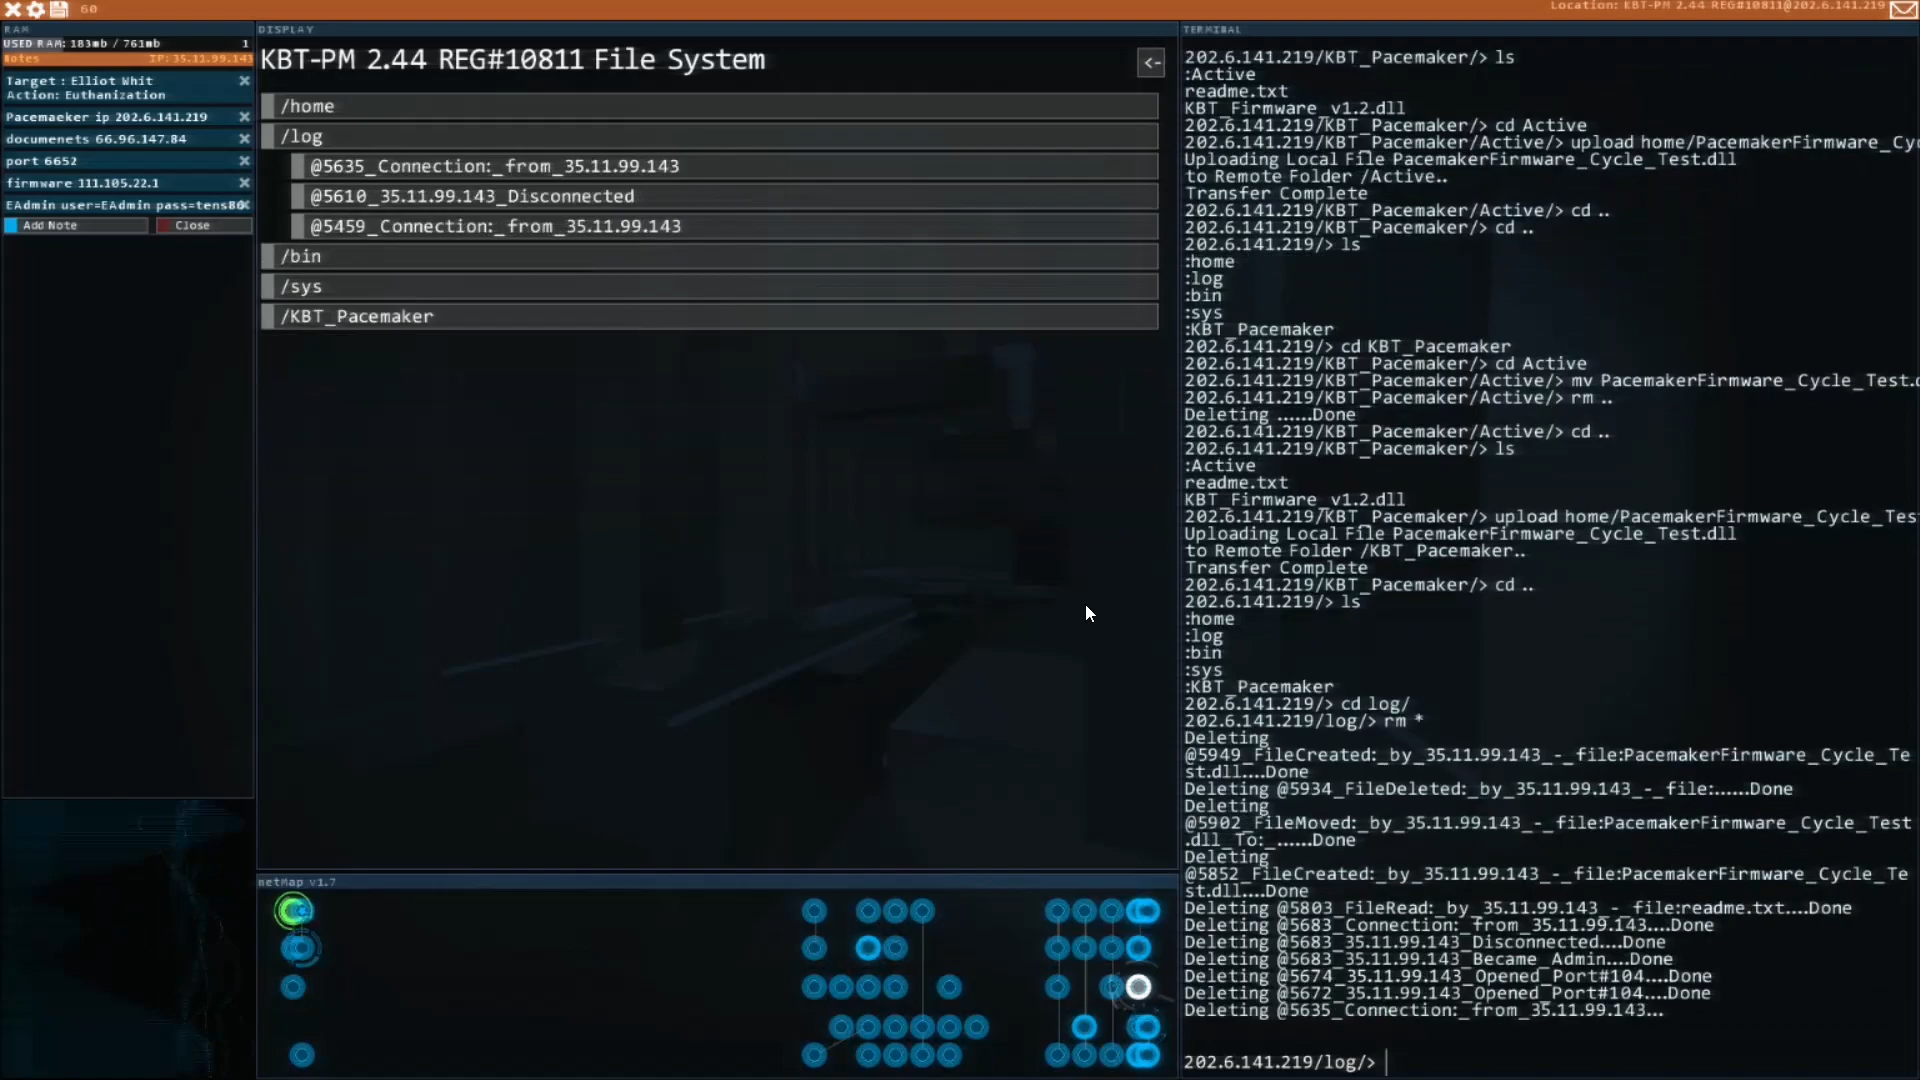 60
Location: KBT-PM 2.44 REG#10811@202.6.141.219
RAM
USED RAM: 183mb / 761mb 1
Notes IP: 35.11.99.143
Target : Elliot Whit
Action: Euthanization
Pacemaeker ip 202.6.141.219
documenets 66.96.147.84
port 6652
firmware 111.105.22.1
EAdmin user=EAdmin pass=tens86
Add Note
Close
DISPLAY
KBT-PM 2.44 REG#10811 File System
<-
/home
/log
@5635_Connection:_from_35.11.99.143
@5610_35.11.99.143_Disconnected
@5459_Connection:_from_35.11.99.143
/bin
/sys
/KBT_Pacemaker
netMap v1.7
TERMINAL
202.6.141.219/KBT_Pacemaker/> ls
:Active
readme.txt
KBT_Firmware_v1.2.dll
202.6.141.219/KBT_Pacemaker/> cd Active
202.6.141.219/KBT_Pacemaker/Active/> upload home/PacemakerFirmware_Cy
Uploading Local File PacemakerFirmware_Cycle_Test.dll
to Remote Folder /Active..
Transfer Complete
202.6.141.219/KBT_Pacemaker/Active/> cd ..
202.6.141.219/KBT_Pacemaker/> cd ..
202.6.141.219/> ls
:home
:log
:bin
:sys
:KBT_Pacemaker
202.6.141.219/> cd KBT_Pacemaker
202.6.141.219/KBT_Pacemaker/> cd Active
202.6.141.219/KBT_Pacemaker/Active/> mv PacemakerFirmware_Cycle_Test.
202.6.141.219/KBT_Pacemaker/Active/> rm ..
Deleting ......Done
202.6.141.219/KBT_Pacemaker/Active/> cd ..
202.6.141.219/KBT_Pacemaker/> ls
:Active
readme.txt
KBT_Firmware_v1.2.dll
202.6.141.219/KBT_Pacemaker/> upload home/PacemakerFirmware_Cycle_Tes
Uploading Local File PacemakerFirmware_Cycle_Test.dll
to Remote Folder /KBT_Pacemaker..
Transfer Complete
202.6.141.219/KBT_Pacemaker/> cd ..
202.6.141.219/> ls
:home
:log
:bin
:sys
:KBT_Pacemaker
202.6.141.219/> cd log/
202.6.141.219/log/> rm *
Deleting
@5949_FileCreated:_by_35.11.99.143_-_file:PacemakerFirmware_Cycle_Te
st.dll....Done
Deleting @5934_FileDeleted:_by_35.11.99.143_-_file:......Done
Deleting
@5902_FileMoved:_by_35.11.99.143_-_file:PacemakerFirmware_Cycle_Test
.dll_To:_......Done
Deleting
@5852_FileCreated:_by_35.11.99.143_-_file:PacemakerFirmware_Cycle_Te
st.dll....Done
Deleting @5803_FileRead:_by_35.11.99.143_-_file:readme.txt....Done
Deleting @5683_Connection:_from_35.11.99.143....Done
Deleting @5683_35.11.99.143_Disconnected....Done
Deleting @5683_35.11.99.143_Became_Admin....Done
Deleting @5674_35.11.99.143_Opened_Port#104....Done
Deleting @5672_35.11.99.143_Opened_Port#104....Done
Deleting @5635_Connection:_from_35.11.99.143...
202.6.141.219/log/>